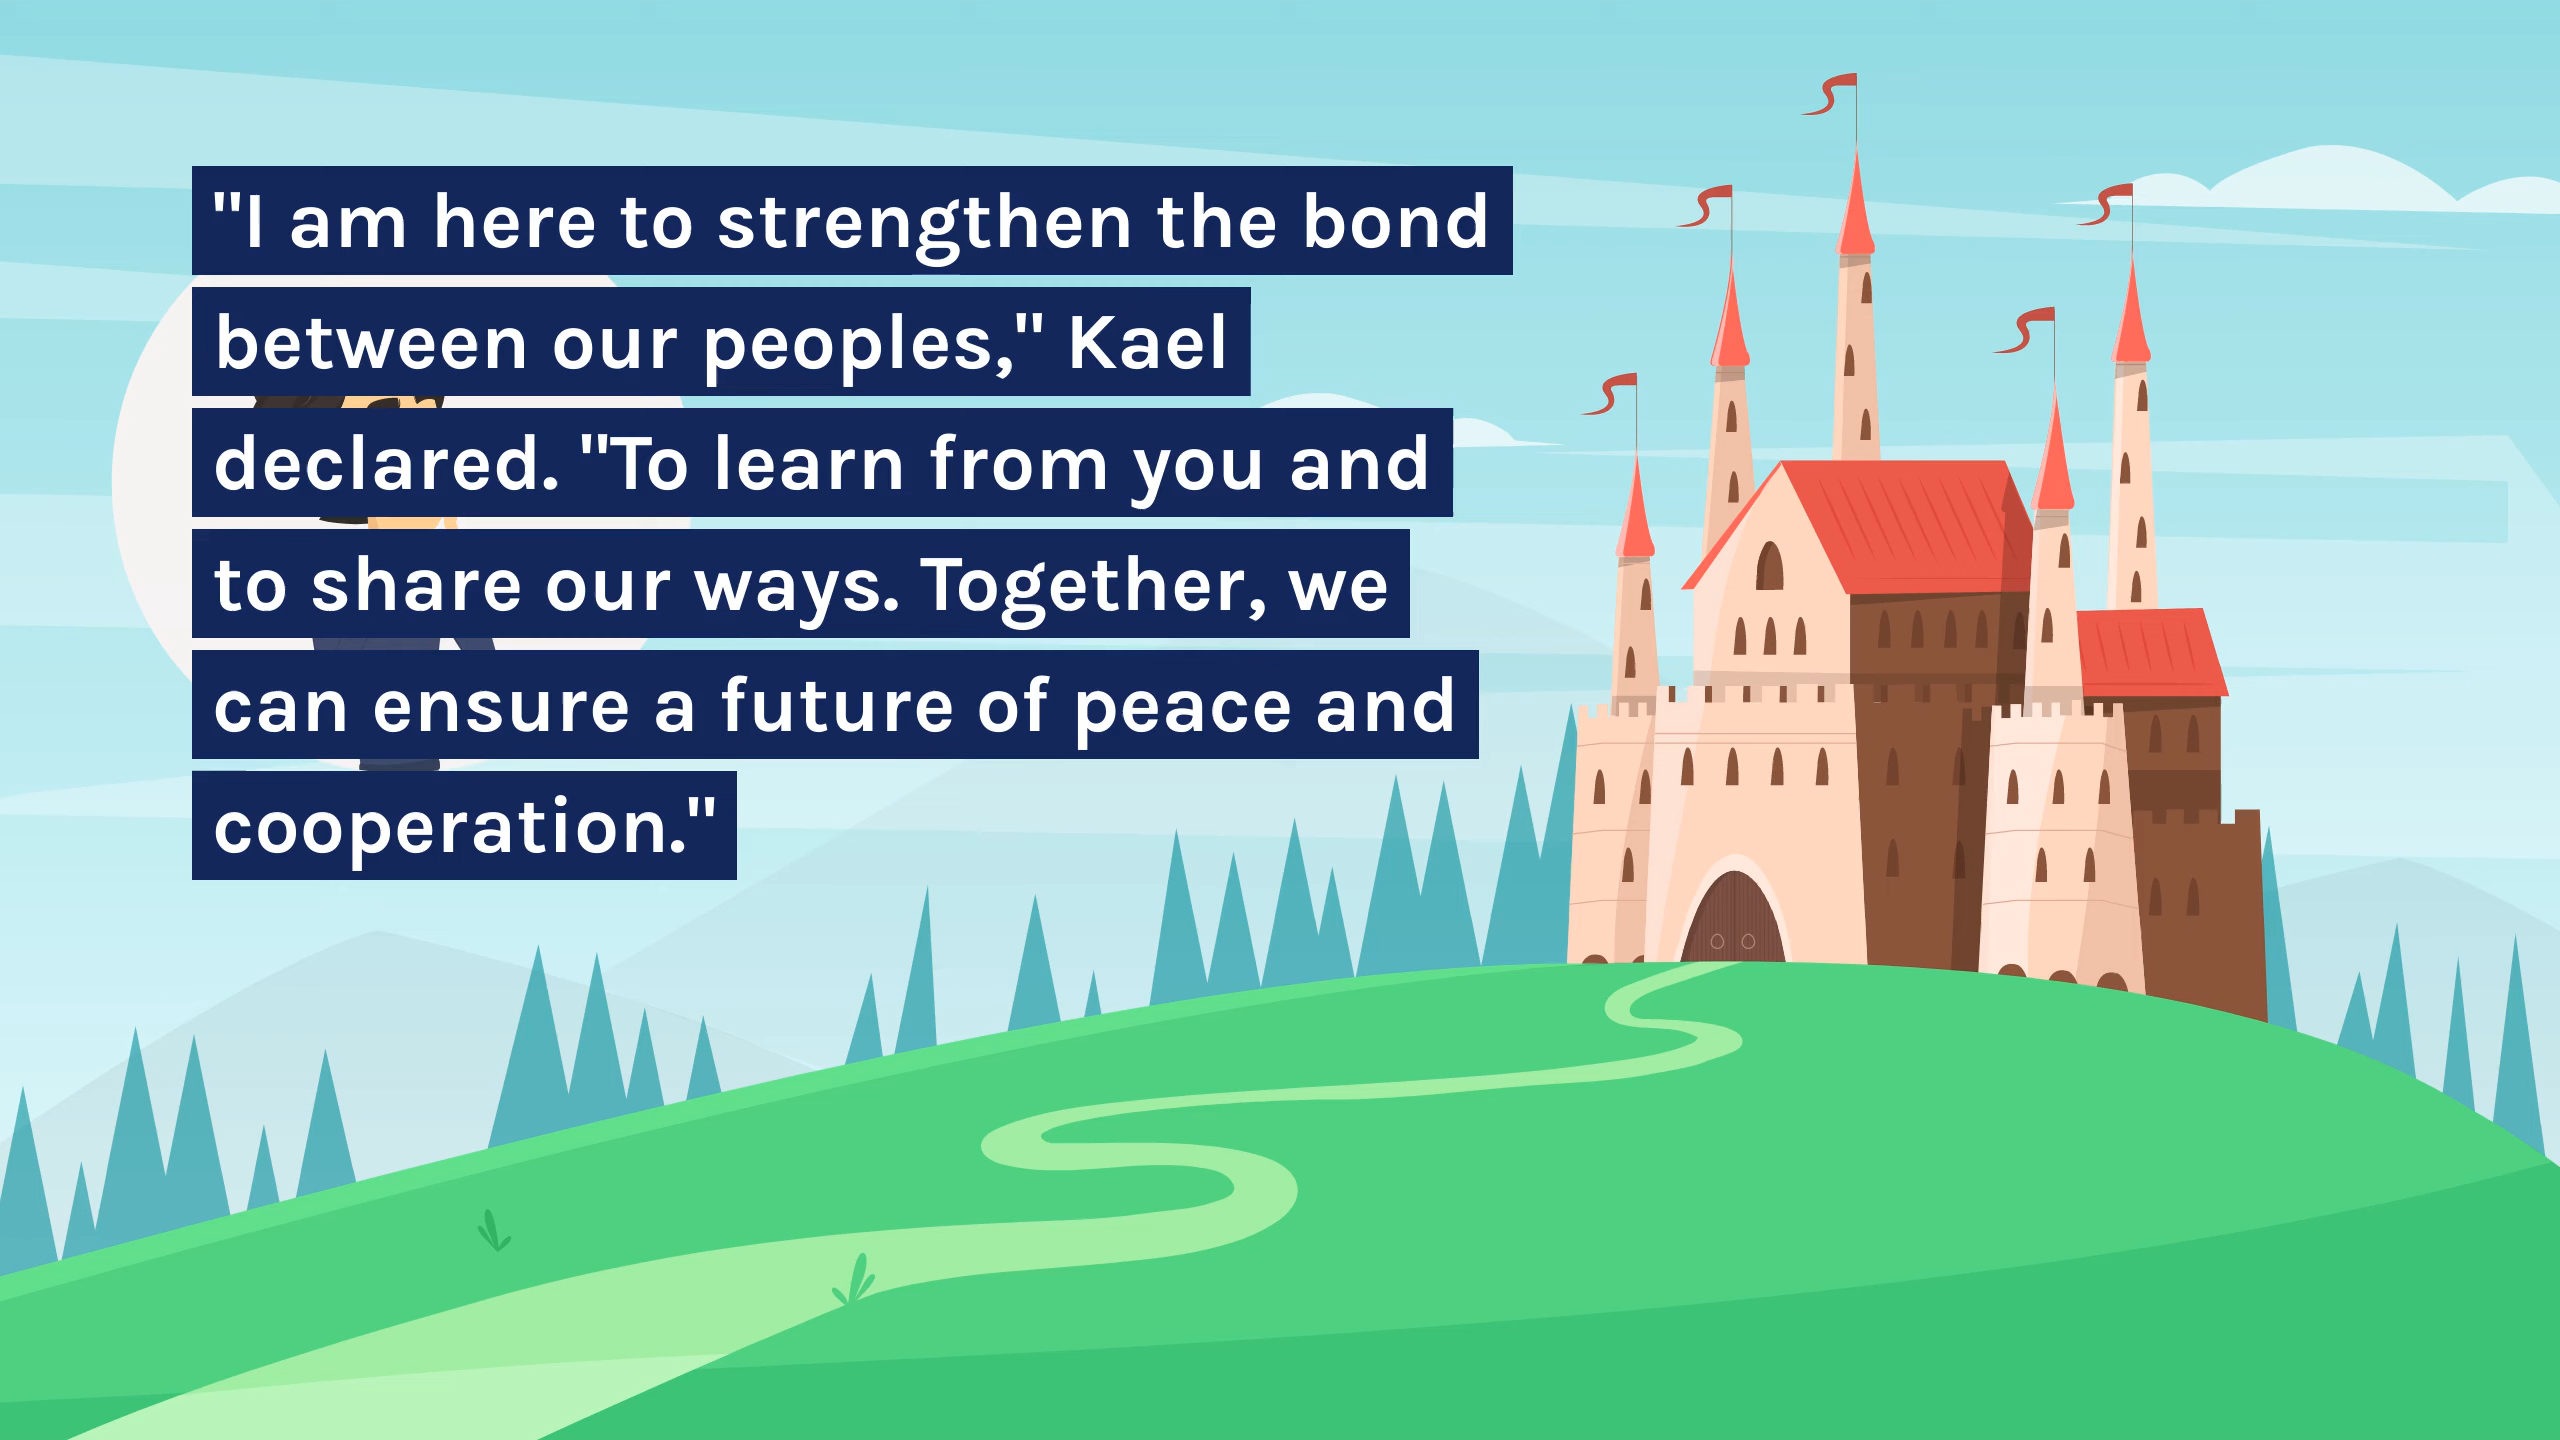 "I am here to strengthen the bond
between our peoples," Kael
declared. "To learn from you and
to share our ways. Together, we
can ensure a future of peace and
cooperation."